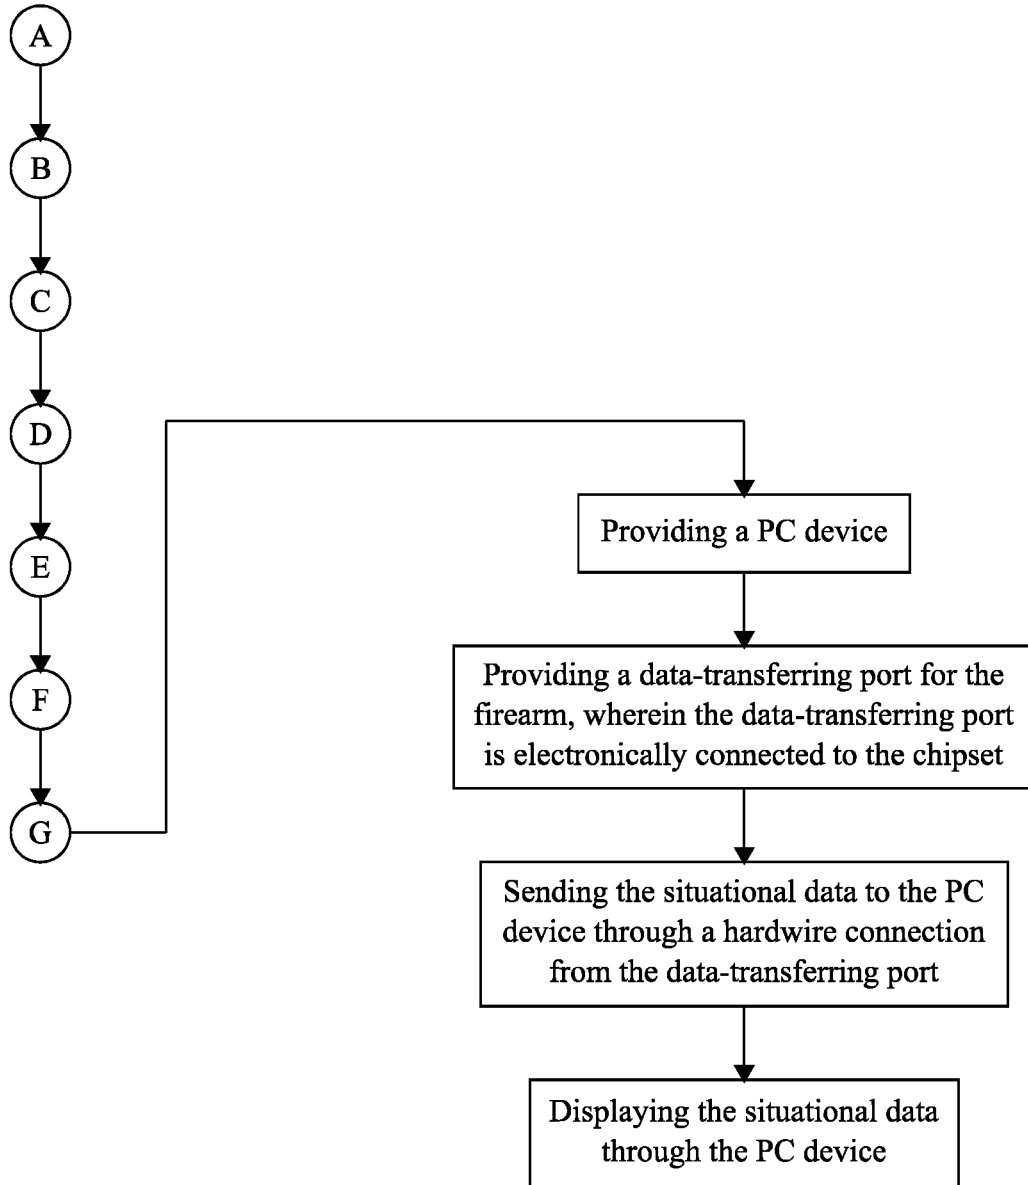 A
B
C
D
E
F
G
Providing a PC device
Providing a data-transferring port for the
firearm, wherein the data-transferring port
is electronically connected to the chipset
Sending the situational data to the PC
device through a hardwire connection
from the data-transferring port
Displaying the situational data
through the PC device